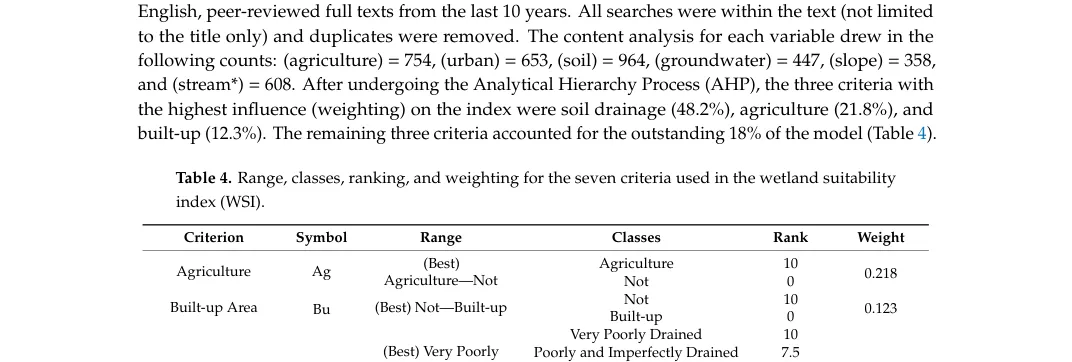 English, peer-reviewed full texts from the last 10 years. All searches were within the text (not limited
to the title only) and duplicates were removed. The content analysis for each variable drew in the
following counts: (agriculture) = 754, (urban) = 653, (soil) = 964, (groundwater) = 447, (slope) = 358,
and (stream*) = 608. After undergoing the Analytical Hierarchy Process (AHP), the three criteria with
the highest influence (weighting) on the index were soil drainage (48.2%), agriculture (21.8%), and
built-up (12.3%). The remaining three criteria accounted for the outstanding 18% of the model (Table 4).
Table 4. Range, classes, ranking, and weighting for the seven criteria used in the wetland suitability
index (WSI).
Criterion Symbol Range Classes Rank Weight
Agriculture Ag (Best) Agriculture—Not Agriculture 10 0.218
Not 0
Built-up Area Bu (Best) Not—Built-up Not 10 0.123
Built-up 0
Very Poorly Drained 10
(Best) Very Poorly Poorly and Imperfectly Drained 7.5